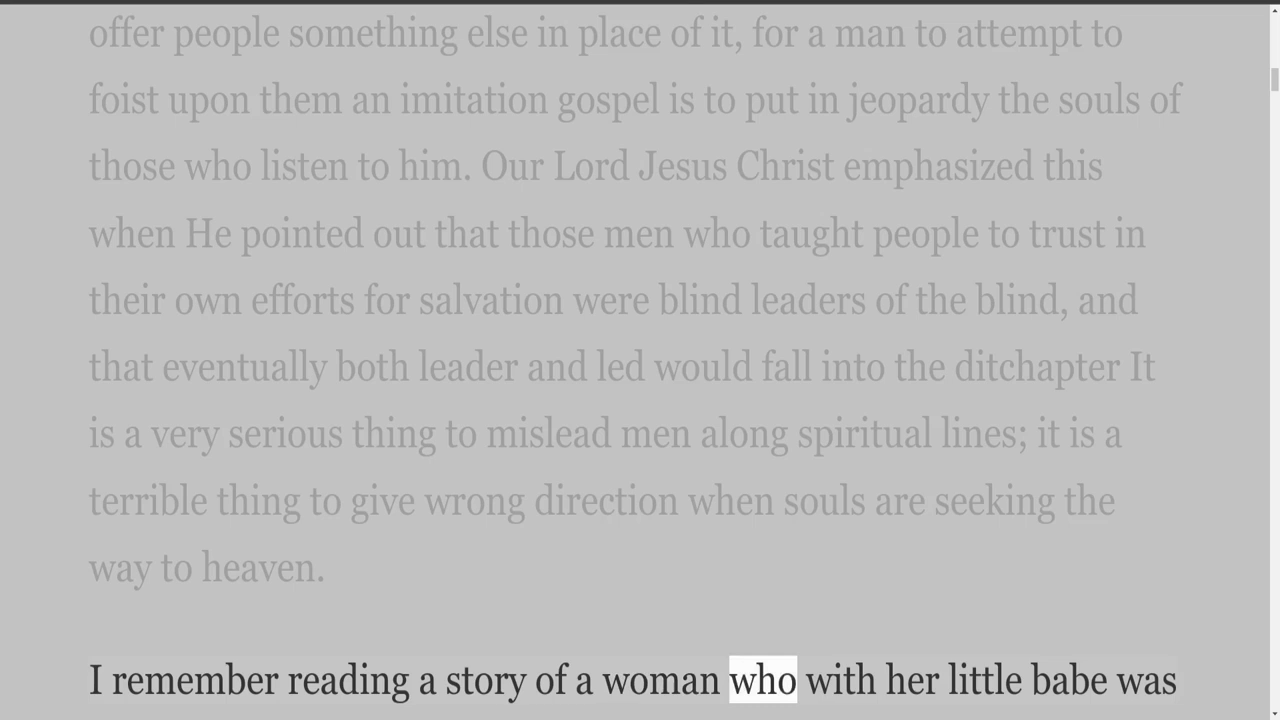 offer people something else in place of it, for a man to attempt to
foist upon them an imitation gospel is to put in jeopardy the souls of
those who listen to him. Our Lord Jesus Christ emphasized this
when He pointed out that those men who taught people to trust in
their own efforts for salvation were blind leaders of the blind, and
that eventually both leader and led would fall into the ditchapter It
is a very serious thing to mislead men along spiritual lines; it is a
terrible thing to give wrong direction when souls are seeking the
way to heaven.
I remember reading a story of a woman who with her little babe was